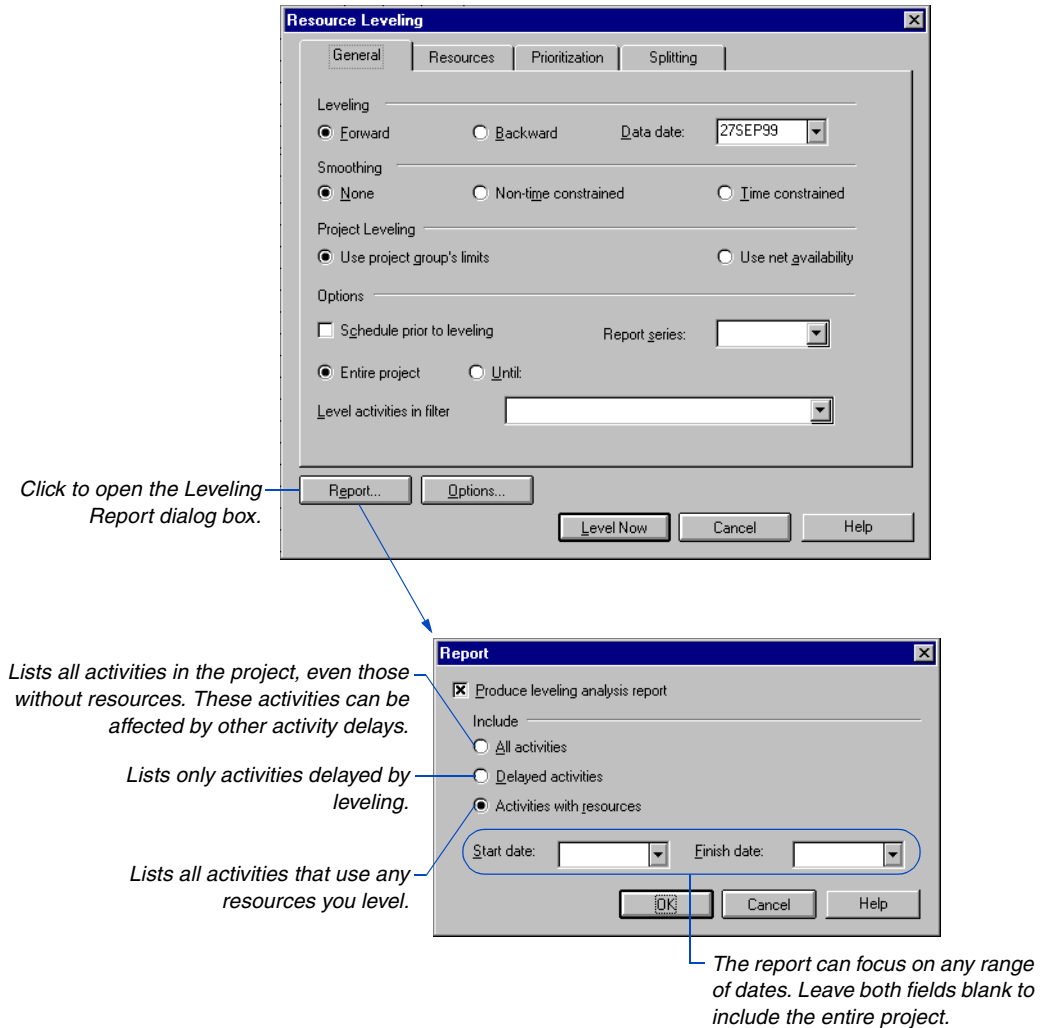 Resource Leveling
General Resources Prioritization Splitting
Leveling
Forward Backward Data date: 27SEP99
Smoothing
None Non-time constrained Time constrained
Project Leveling
Use project group's limits Use net availability
Options
Schedule prior to leveling Report series:
Entire project Until:
Level activities in filter
Report... Options...
Level Now Cancel Help
Click to open the Leveling
Report dialog box.
Report
Produce leveling analysis report
Include
All activities
Delayed activities
Activities with resources
Start date: Finish date:
OK Cancel Help
Lists all activities in the project, even those
without resources. These activities can be
affected by other activity delays.
Lists only activities delayed by
leveling.
Lists all activities that use any
resources you level.
The report can focus on any range
of dates. Leave both fields blank to
include the entire project.